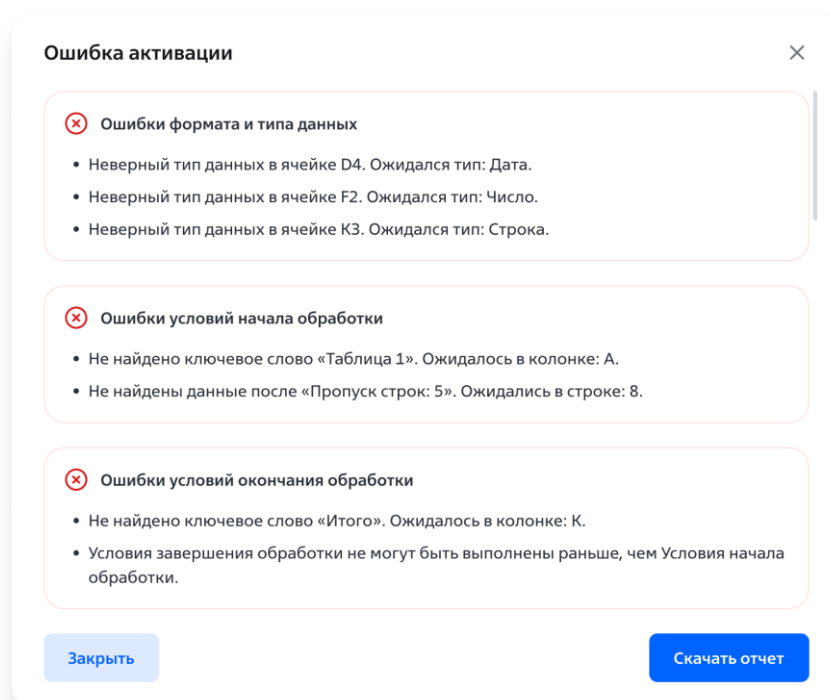 Ошибка активации
Ошибки формата и типа данных
• Неверный тип данных в ячейке D4. Ожидался тип: Дата.
• Неверный тип данных в ячейке F2. Ожидался тип: Число.
• Неверный тип данных в ячейке K3. Ожидался тип: Строка.
Ошибки условий начала обработки
• Не найдено ключевое слово «Таблица 1». Ожидалось в колонке: A.
• Не найдены данные после «Пропуск строк: 5». Ожидались в строке: 8.
Ошибки условий окончания обработки
• Не найдено ключевое слово «Итого». Ожидалось в колонке: K.
• Условия завершения обработки не могут быть выполнены раньше, чем Условия начала
обработки.
Закрыть
Скачать отчет